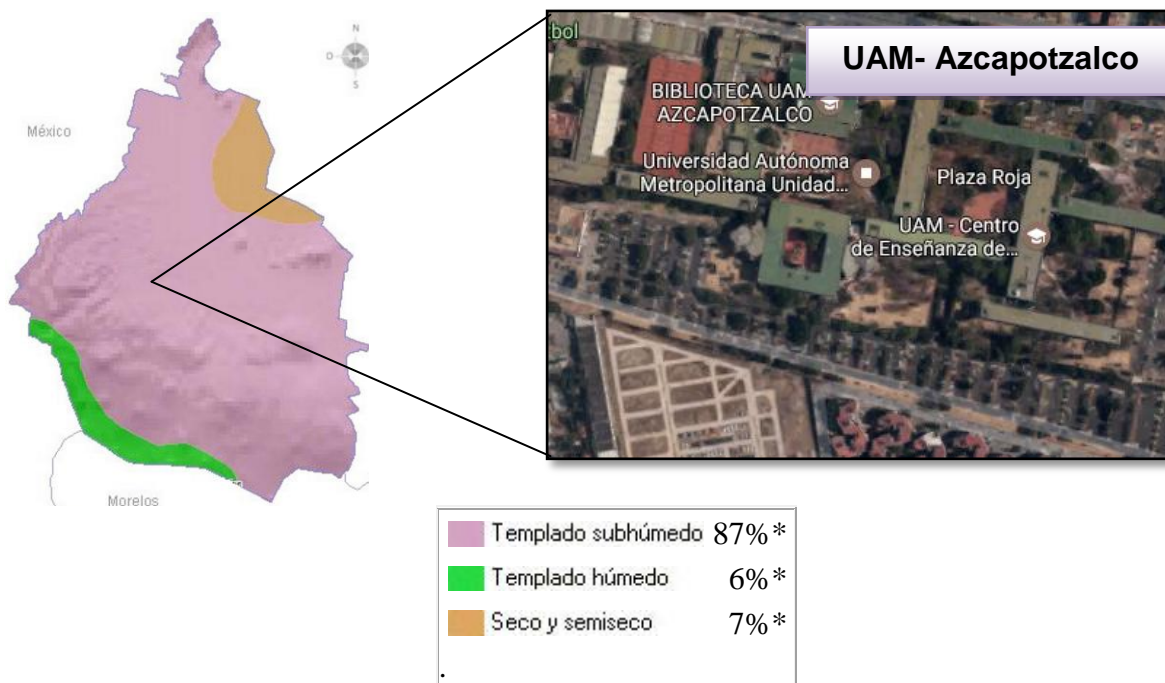 N
O
S
México
Morelos
bol
UAM- Azcapotzalco
BIBLIOTECA UAM
AZCAPOTZALCO
Universidad Autónoma
Metropolitana Unidad...
Plaza Roja
UAM - Centro
de Enseñanza de...
Templado subhúmedo 87%*
Templado húmedo 6%*
Seco y semiseco 7%*
.